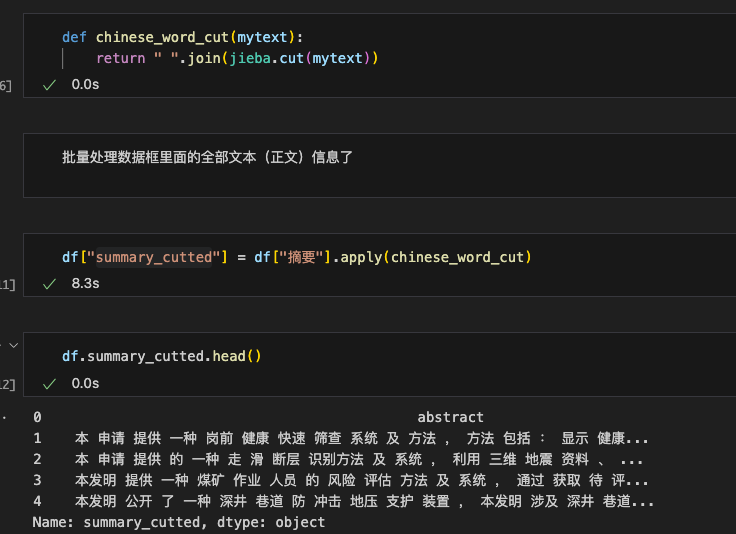 def chinese_word_cut(mytext):
return " ".join(jieba.cut(mytext))
6]
0.0s
批量处理数据框里面的全部文本（正文）信息了
df["summary_cutted"] = df["摘要"].apply(chinese_word_cut)
11]
8.3s
df.summary_cutted.head()
12]
0.0s
0 abstract
1 本 申请 提供 一种 岗前 健康 快速 筛查 系统 及 方法 ， 方法 包括 ： 显示 健康...
2 本 申请 提供 的 一种 走 滑 断层 识别方法 及 系统 ， 利用 三维 地震 资料 、 ...
3 本发明 提供 一种 煤矿 作业 人员 的 风险 评估 方法 及 系统 ， 通过 获取 待 评...
4 本发明 公开 了 一种 深井 巷道 防 冲击 地压 支护 装置 ， 本发明 涉及 深井 巷道...
Name: summary_cutted, dtype: object